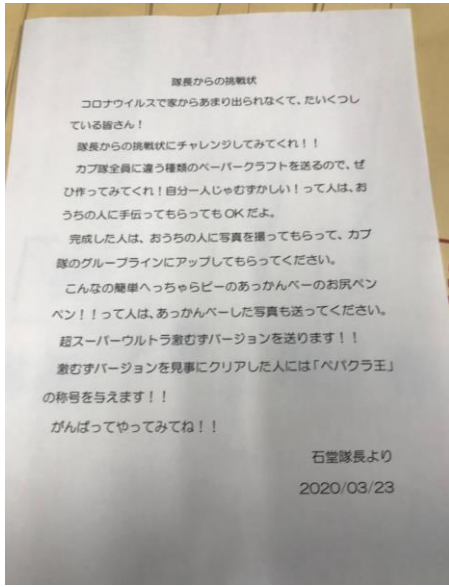 隊長からの挑戦状
コロナウイルスで家からあまり出られなくて、たいくつし
ている皆さん！
隊長からの挑戦状にチャレンジしてみてくれ！！
カブ隊全員に違う種類のペーパークラフトを送るので、ぜ
ひ作ってみてくれ！自分一人じゃむずかしい！って人は、お
うちの人に手伝ってもらってもOKだよ。
完成した人は、おうちの人に写真を撮ってもらって、カブ
隊のグループラインにアップしてもらってください。
こんなの簡単へっちゃらピーのあっかんべーのお尻ペン
ペン！！って人は、あっかんべーした写真も送ってください。
超スーパーウルトラ激むずバージョンを送ります！！
激むずバージョンを見事にクリアした人には「ペパクラ王」
の称号を与えます！！
がんばってやってみてね！！
石堂隊長より
2020/03/23